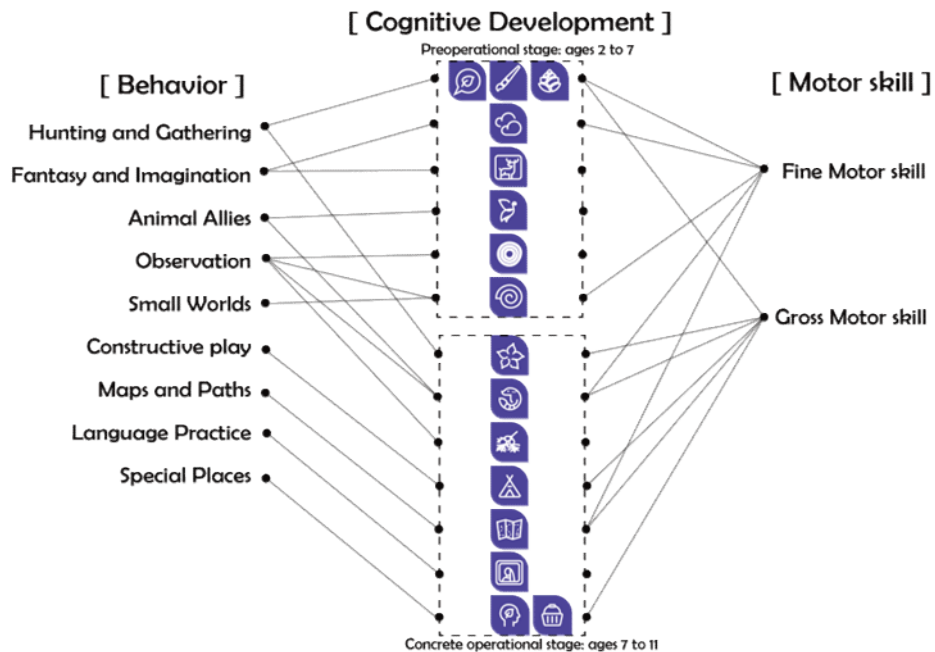 [ Cognitive Development ]
Preoperational stage: ages 2 to 7
[ Behavior ]
Hunting and Gathering
Fantasy and Imagination
Animal Allies
Observation
Small Worlds
Constructive play
Maps and Paths
Language Practice
Special Places
[ Motor skill ]
Fine Motor skill
Gross Motor skill
Concrete operational stage: ages 7 to 11